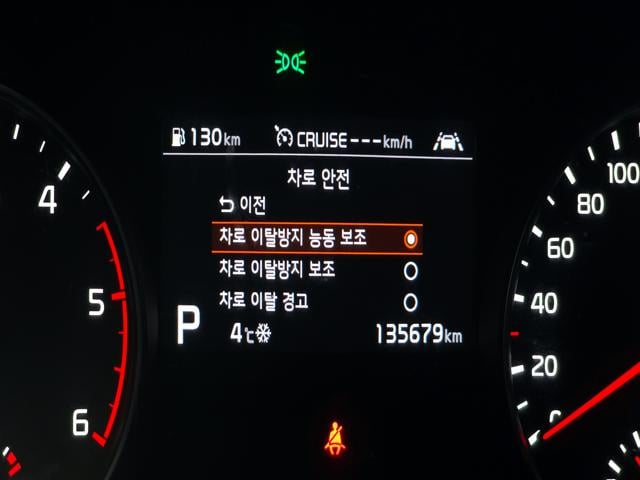 130km CRUISE---km/h
차로 안전
이전
차로 이탈방지 능동 보조
차로 이탈방지 보조
차로 이탈 경고
P 4℃ 135679km
4
5
6
100
80
60
40
20
0